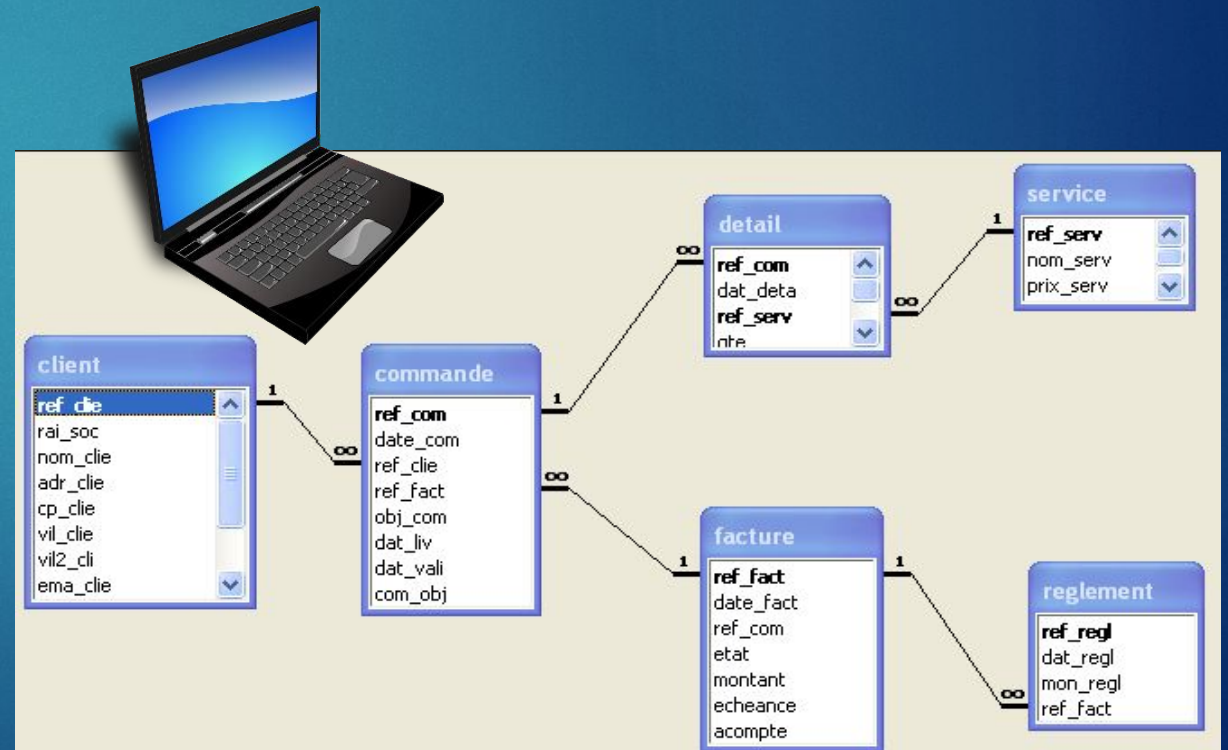 client
ref_clie
rai_soc
nom_clie
adr_clie
cp_clie
vil_clie
vil2_cli
ema_clie
1
∞
commande
ref_com
date_com
ref_clie
ref_fact
obj_com
dat_liv
dat_vali
com_obj
1
∞
∞
1
detail
ref_com
dat_deta
ref_serv
qte
∞
1
service
ref_serv
nom_serv
prix_serv
facture
ref_fact
date_fact
ref_com
etat
montant
echeance
acompte
1
∞
reglement
ref_regl
dat_regl
mon_regl
ref_fact